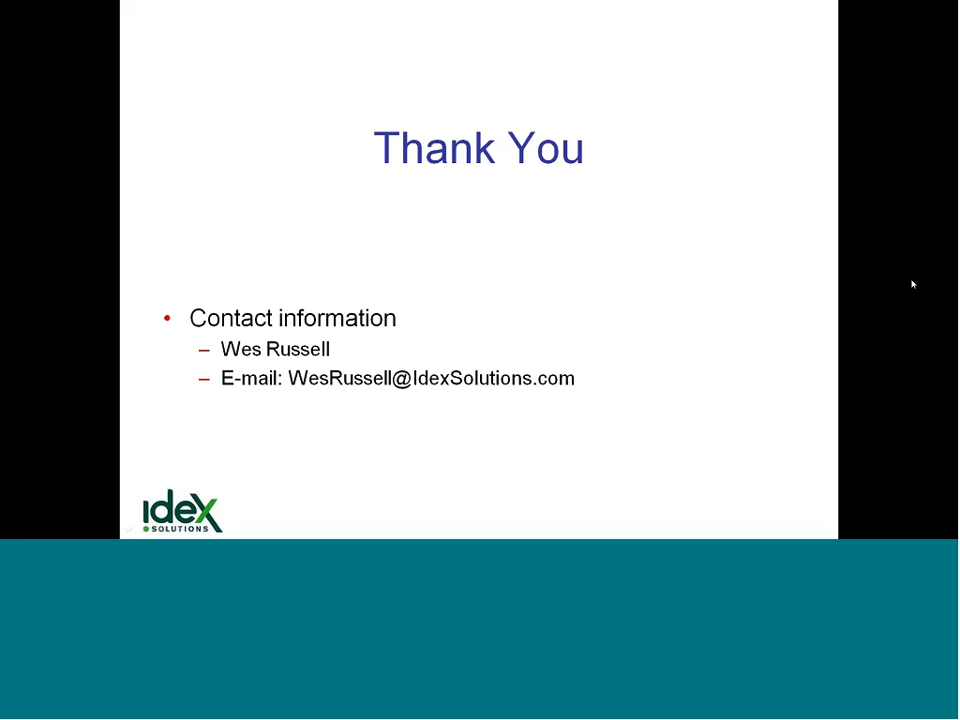 Thank You
• Contact information
– Wes Russell
– E-mail: WesRussell@IdexSolutions.com
idex
SOLUTIONS